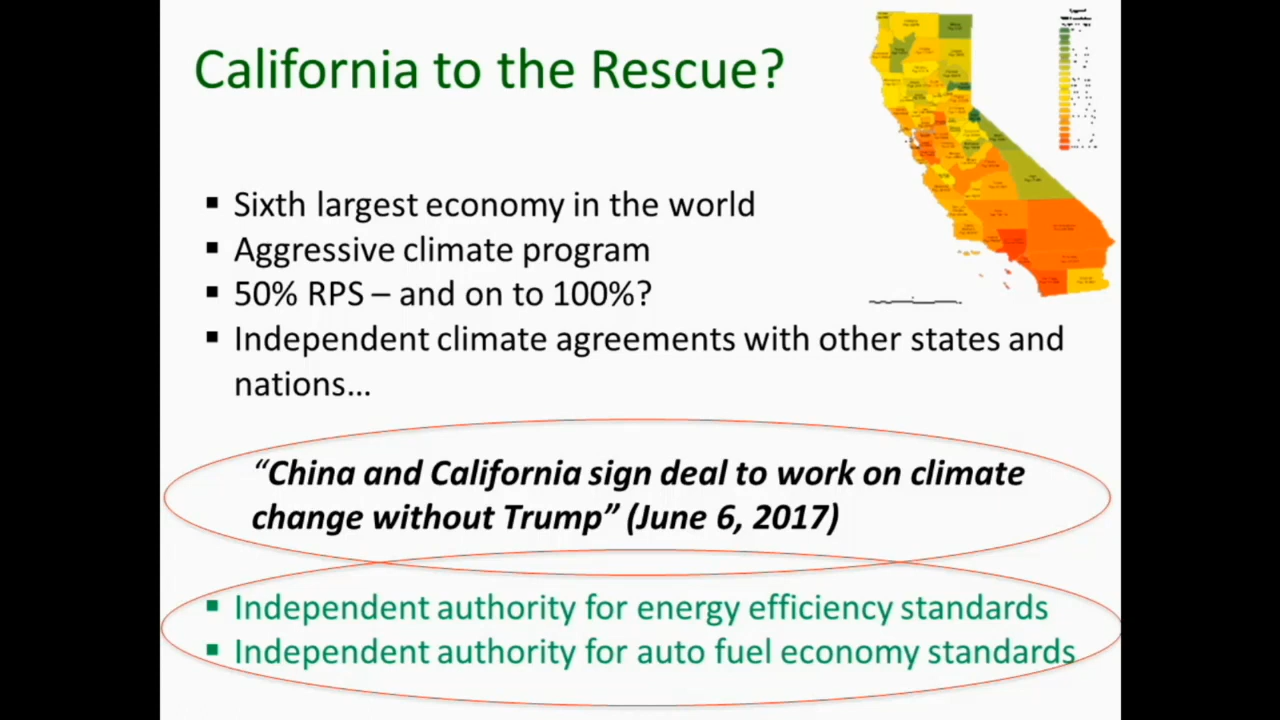 California to the Rescue?
▪ Sixth largest economy in the world
▪ Aggressive climate program
▪ 50% RPS – and on to 100%?
▪ Independent climate agreements with other states and
nations…
“China and California sign deal to work on climate
change without Trump” (June 6, 2017)
▪ Independent authority for energy efficiency standards
▪ Independent authority for auto fuel economy standards